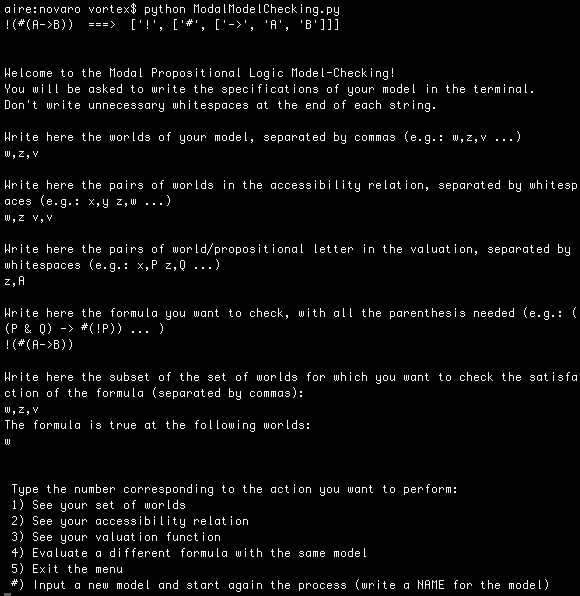 aire:novaro vortex$ python ModalModelChecking.py
!(#(A->B))  ===>  ['!', ['#', ['->', 'A', 'B']]]
Welcome to the Modal Propositional Logic Model-Checking!
You will be asked to write the specifications of your model in the terminal.
Don't write unnecessary whitespaces at the end of each string.
Write here the worlds of your model, separated by commas (e.g.: w,z,v ...)
w,z,v
Write here the pairs of worlds in the accessibility relation, separated by whitesp
aces (e.g.: x,y z,w ...)
w,z v,v
Write here the pairs of world/propositional letter in the valuation, separated by
whitespaces (e.g.: x,P z,Q ...)
z,A
Write here the formula you want to check, with all the parenthesis needed (e.g.: (
(P & Q) -> #(!P)) ... )
!(#(A->B))
Write here the subset of the set of worlds for which you want to check the satisfa
ction of the formula (separated by commas):
w,z,v
The formula is true at the following worlds:
w
Type the number corresponding to the action you want to perform:
1) See your set of worlds
2) See your accessibility relation
3) See your valuation function
4) Evaluate a different formula with the same model
5) Exit the menu
#) Input a new model and start again the process (write a NAME for the model)